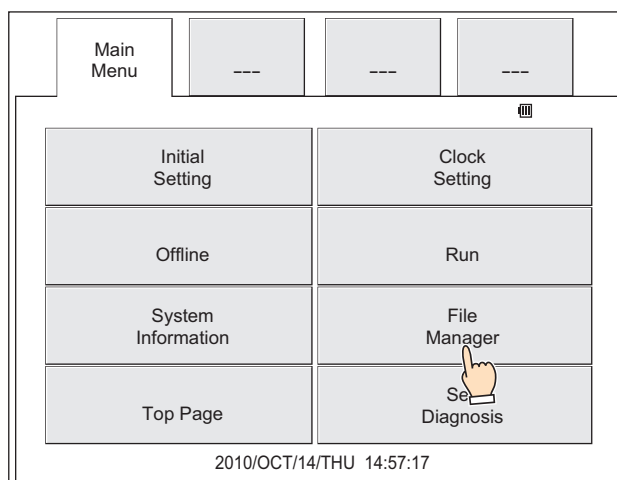 Main
Menu
---
---
---
Initial
Setting
Clock
Setting
Offline
Run
System
Information
File
Manager
Top Page
Se
Diagnosis
2010/OCT/14/THU 14:57:17